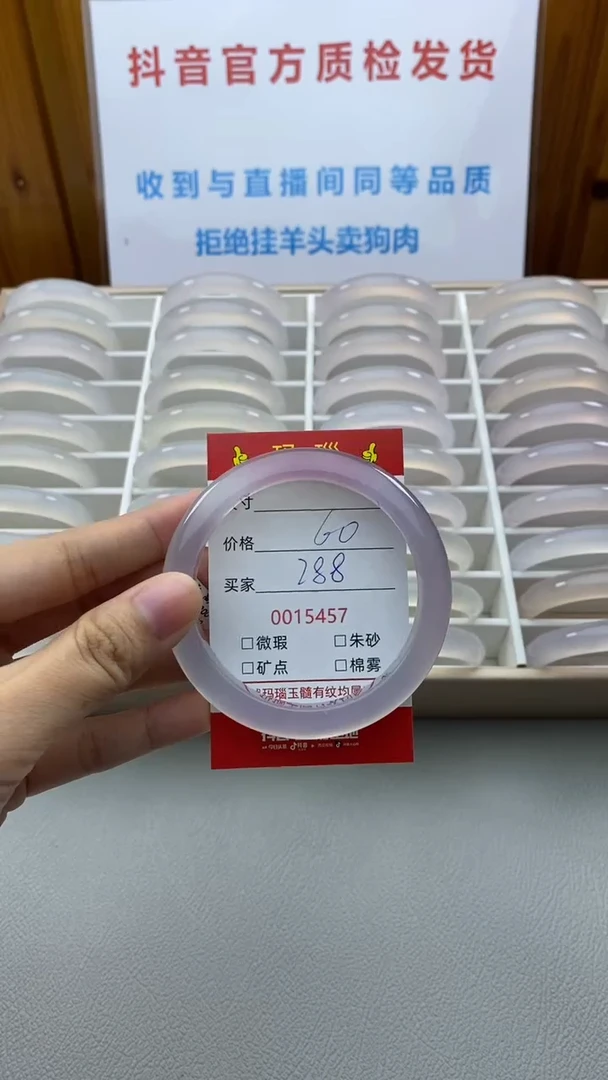 抖音官方质检发货
收到与直播间同等品质
拒绝挂羊头卖狗肉
玛瑙
寸
60
价格
288
买家
0015457
□微瑕 □朱砂
□矿点 □棉雾
玛瑙玉髓有纹均属